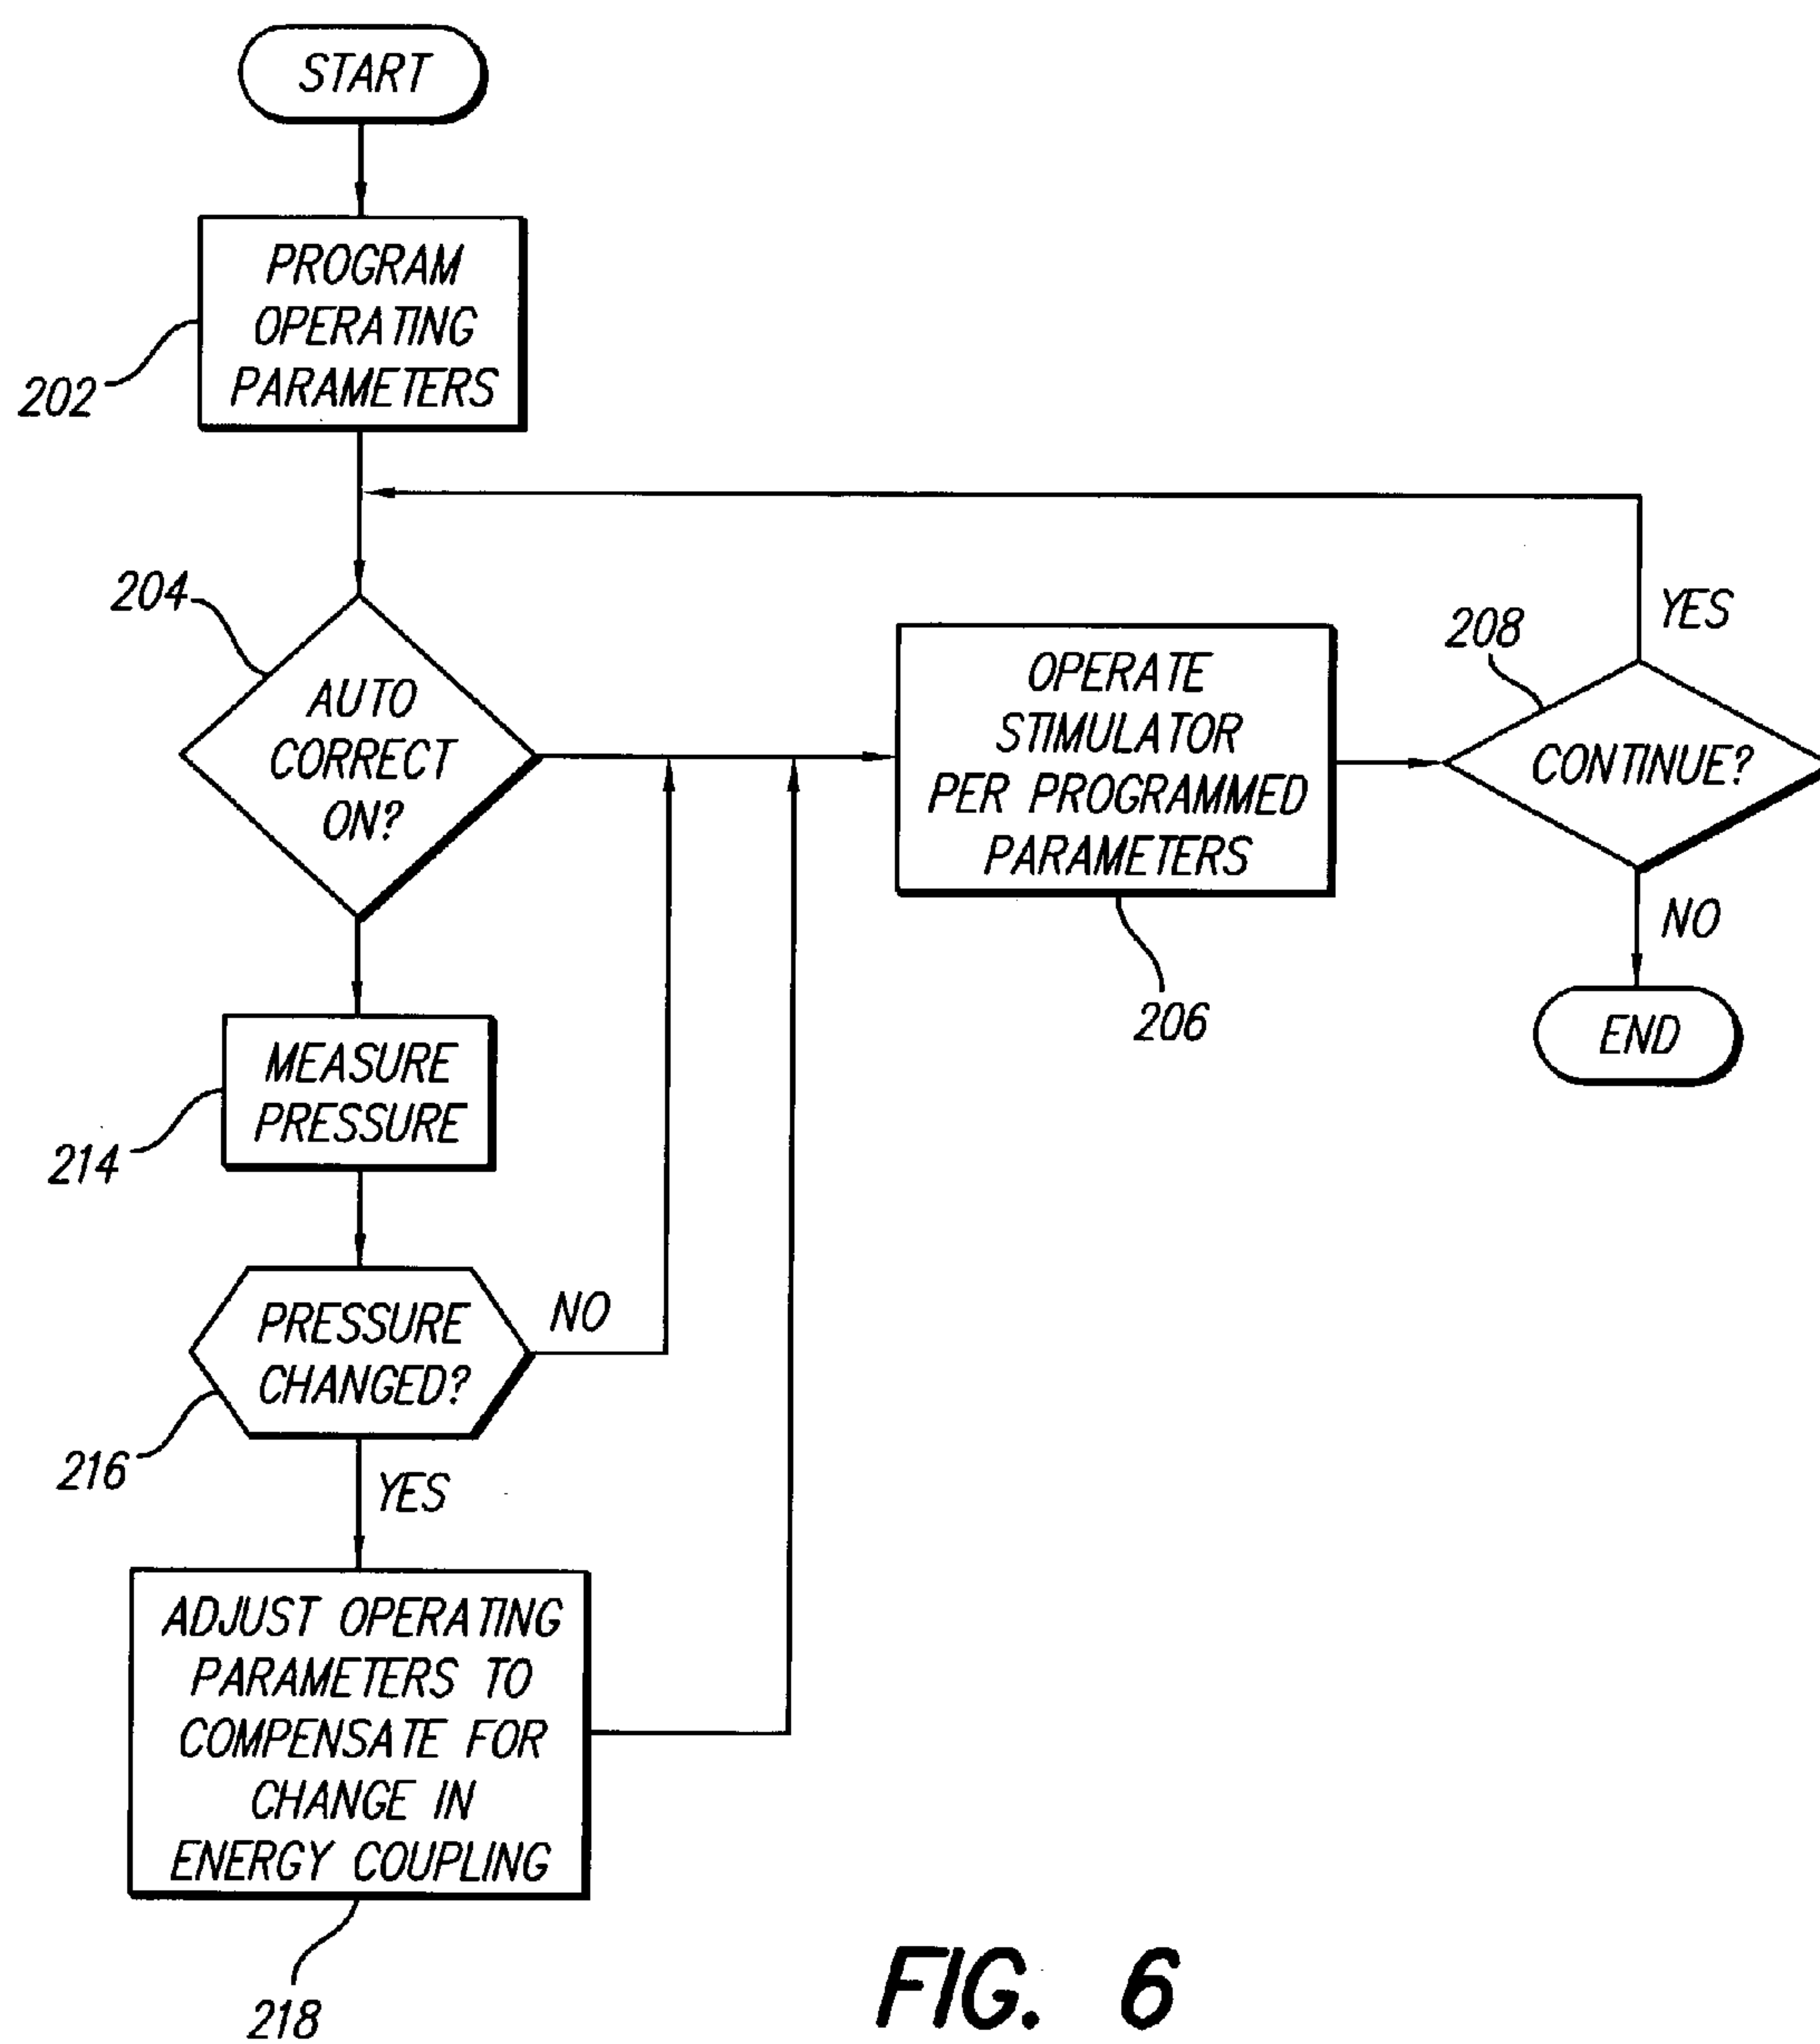 START
PROGRAM
OPERATING
PARAMETERS
202
204
AUTO
CORRECT
ON?
OPERATE
STIMULATOR
PER PROGRAMMED
PARAMETERS
206
208
YES
CONTINUE?
NO
END
MEASURE
PRESSURE
214
PRESSURE
CHANGED?
NO
216
YES
ADJUST OPERATING
PARAMETERS TO
COMPENSATE FOR
CHANGE IN
ENERGY COUPLING
218
FIG. 6